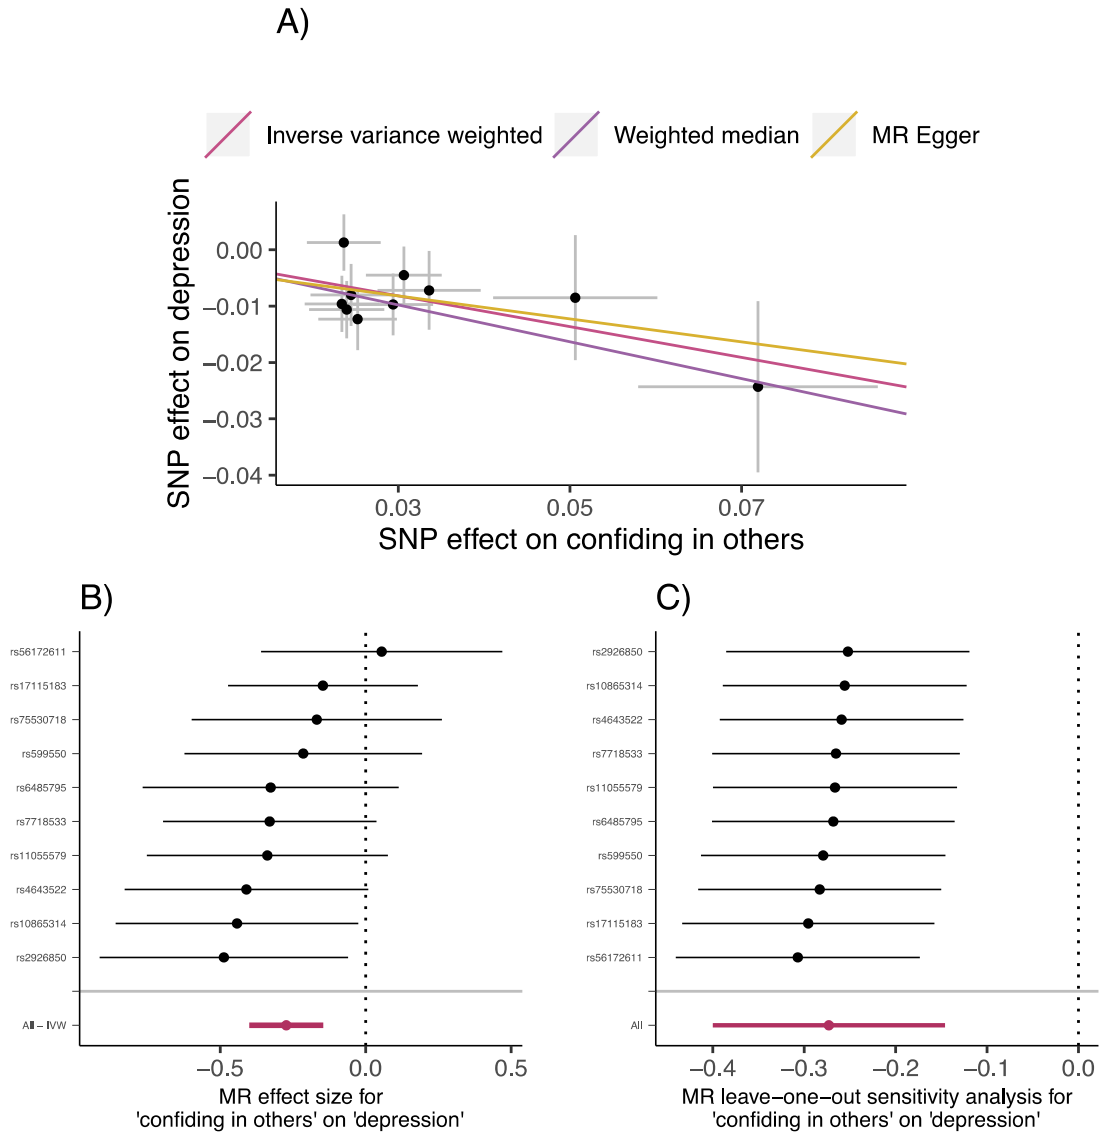 A)
Inverse variance weighted
Weighted median
MR Egger
SNP effect on depression
0.00
−0.01
−0.02
−0.03
−0.04
0.03
0.05
0.07
SNP effect on confiding in others
B)
rs56172611
rs17115183
rs75530718
rs599550
rs6485795
rs7718533
rs11055579
rs4643522
rs10865314
rs2926850
All − IVW
−0.5
0.0
0.5
MR effect size for
'confiding in others' on 'depression'
C)
rs2926850
rs10865314
rs4643522
rs7718533
rs11055579
rs6485795
rs599550
rs75530718
rs17115183
rs56172611
All
−0.4
−0.3
−0.2
−0.1
0.0
MR leave−one−out sensitivity analysis for
'confiding in others' on 'depression'